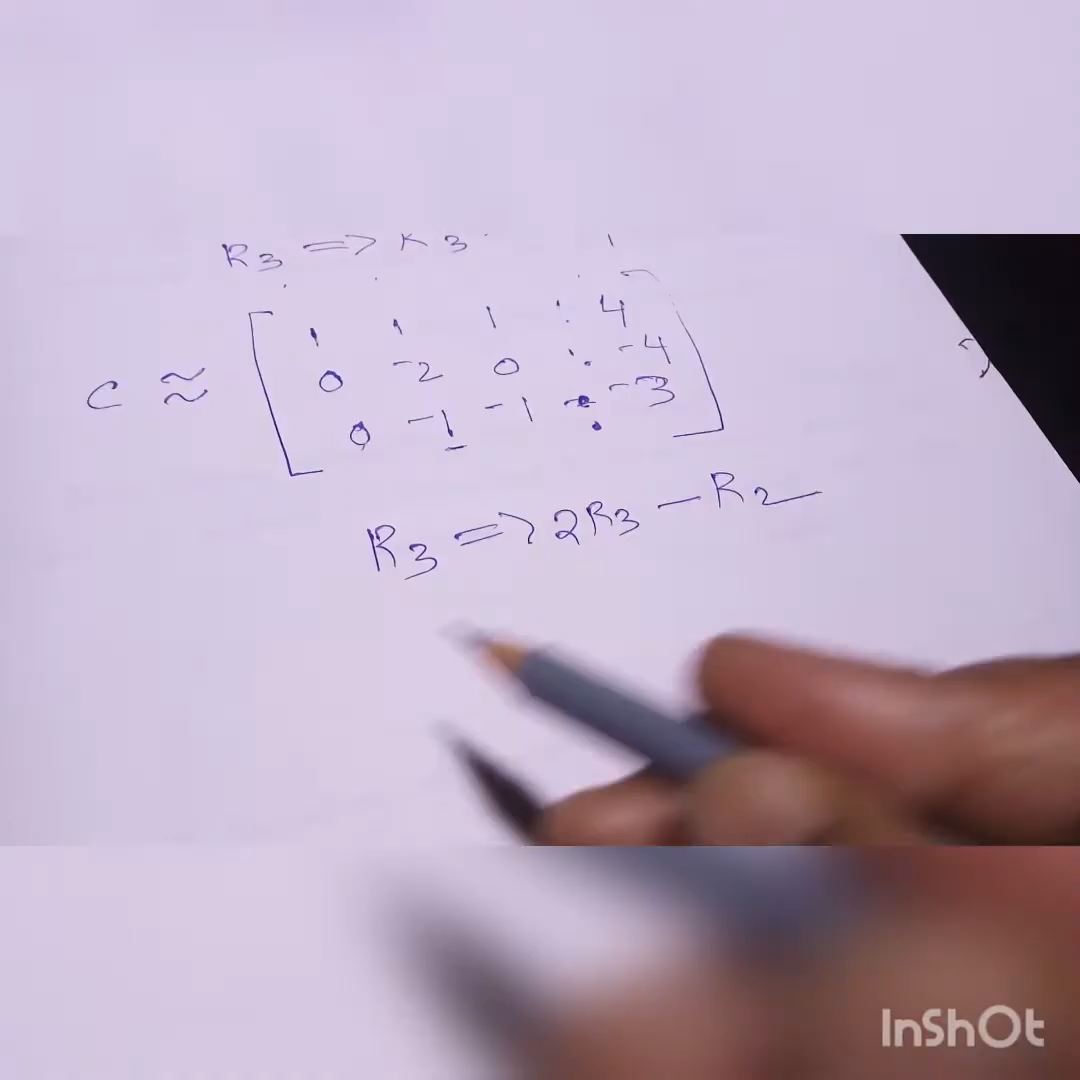 R3 => R3
C ≈ [ 1 1 1 : 4
0 -2 0 : -4
0 -1 -1 : -3 ]
R3 => 2R3 - R2
InShOt